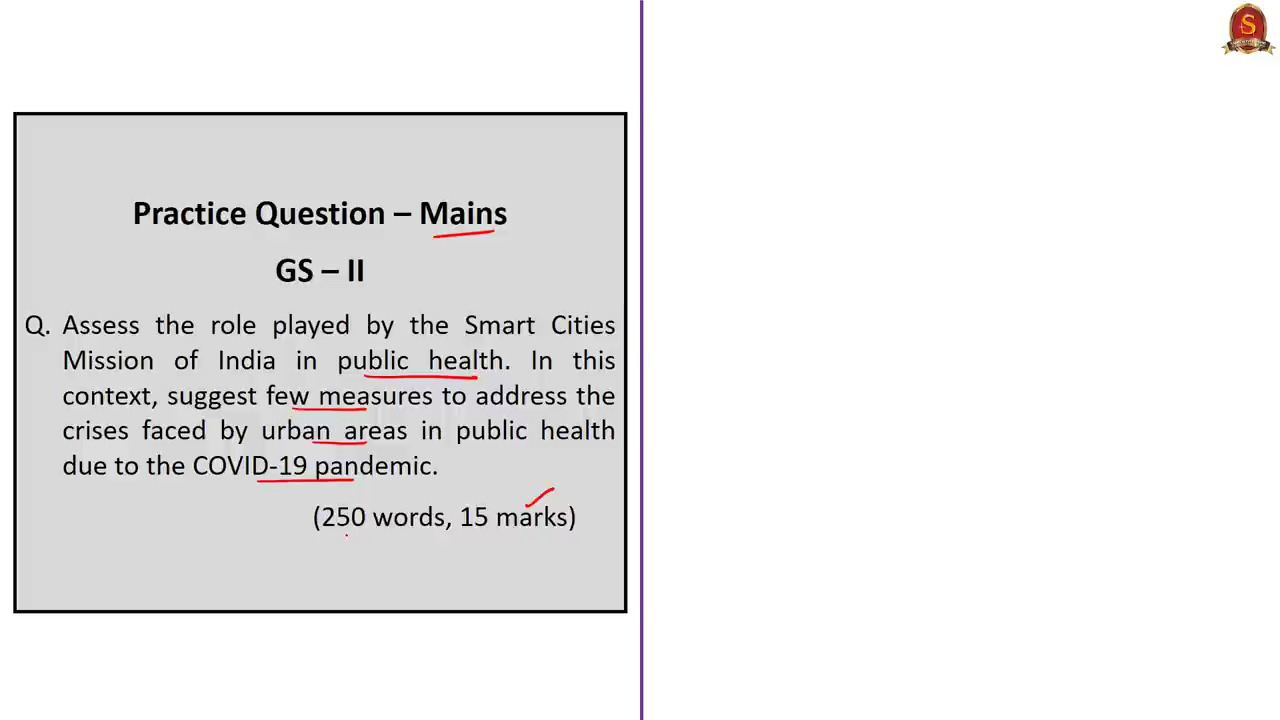 Practice Question – Mains
GS – II
Q. Assess the role played by the Smart Cities
Mission of India in public health. In this
context, suggest few measures to address the
crises faced by urban areas in public health
due to the COVID-19 pandemic.
(250 words, 15 marks)
S